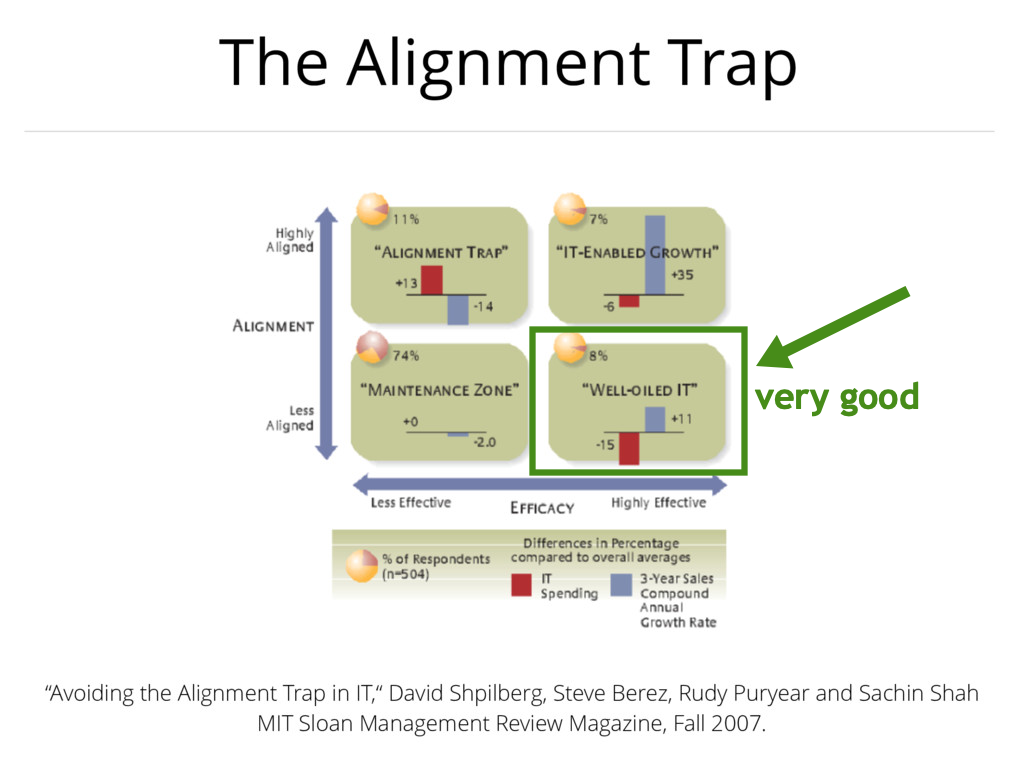 The Alignment Trap
11%
7%
Highly
Aligned
“ALIGNMENT TRAP”
“IT-ENABLED GROWTH”
+13
-14
-6
+35
ALIGNMENT
74%
8%
“MAINTENANCE ZONE”
“WELL-OILED IT”
very good
Less
Aligned
+0
-2.0
-15
+11
Less Effective
EFFICACY
Highly Effective
% of Respondents
(n=504)
Differences in Percentage
compared to overall averages
IT
Spending
3-Year Sales
Compound
Annual
Growth Rate
“Avoiding the Alignment Trap in IT,“ David Shpilberg, Steve Berez, Rudy Puryear and Sachin Shah
MIT Sloan Management Review Magazine, Fall 2007.